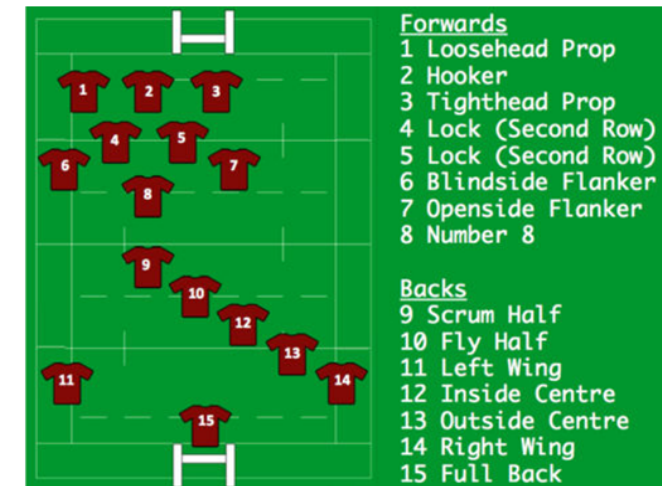 Forwards
1 Loosehead Prop
2 Hooker
3 Tighthead Prop
4 Lock (Second Row)
5 Lock (Second Row)
6 Blindside Flanker
7 Openside Flanker
8 Number 8
Backs
9 Scrum Half
10 Fly Half
11 Left Wing
12 Inside Centre
13 Outside Centre
14 Right Wing
15 Full Back
1 2 3
4 5
6 7
8
9
10
12
13
11 14
15